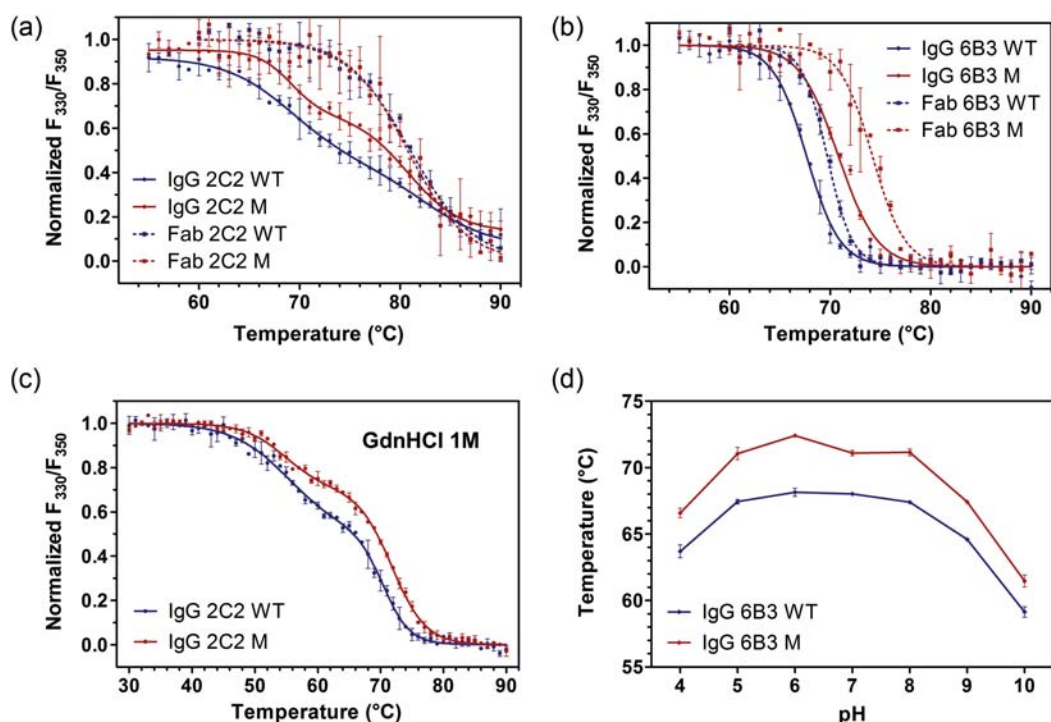 (a)
Normalized F330/F350
1.0
0.8
0.6
0.4
0.2
0.0
IgG 2C2 WT
IgG 2C2 M
Fab 2C2 WT
Fab 2C2 M
60 70 80 90
Temperature (°C)
(b)
Normalized F330/F350
1.0
0.8
0.6
0.4
0.2
0.0
IgG 6B3 WT
IgG 6B3 M
Fab 6B3 WT
Fab 6B3 M
60 70 80 90
Temperature (°C)
(c)
Normalized F330/F350
1.0
0.8
0.6
0.4
0.2
0.0
GdnHCl 1M
IgG 2C2 WT
IgG 2C2 M
30 40 50 60 70 80 90
Temperature (°C)
(d)
Temperature (°C)
75
70
65
60
55
IgG 6B3 WT
IgG 6B3 M
4 5 6 7 8 9 10
pH